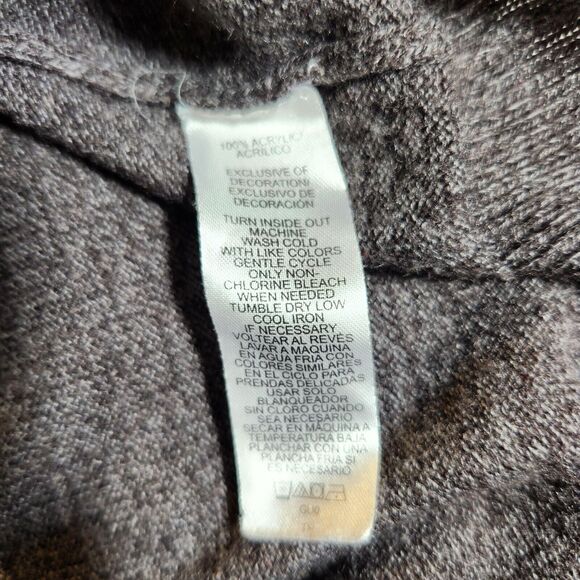 100% ACRYLIC/
ACRILICO
EXCLUSIVE OF
DECORATION/
EXCLUSIVO DE
DECORACIÓN
TURN INSIDE OUT
MACHINE
WASH COLD
WITH LIKE COLORS
GENTLE CYCLE
ONLY NON-
CHLORINE BLEACH
WHEN NEEDED
TUMBLE DRY LOW
COOL IRON
IF NECESSARY
VOLTEAR AL REVES
LAVAR A MAQUINA
EN AGUA FRIA CON
COLORES SIMILARES
EN EL CICLO PARA
PRENDAS DELICADAS
USAR SOLO
BLANQUEADOR
SIN CLORO CUANDO
SEA NECESARIO
SECAR EN MAQUINA A
TEMPERATURA BAJA
PLANCHAR CON UNA
PLANCHA FRIA SI
ES NECESARIO